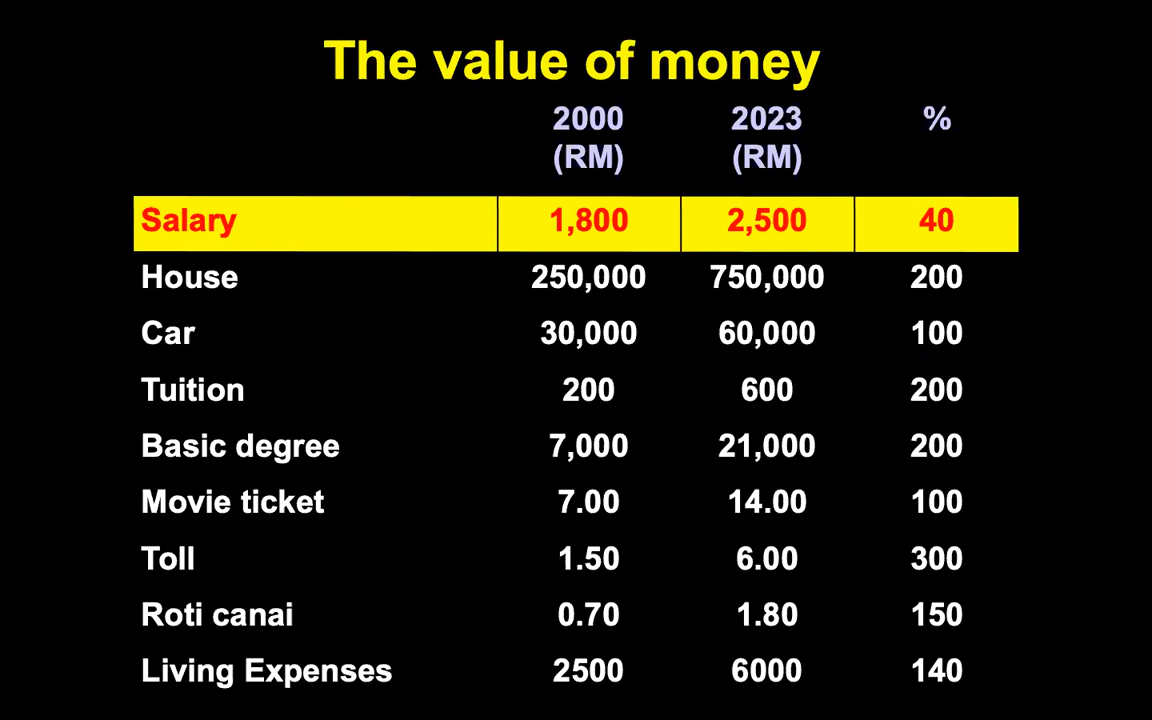 The value of money
2000 2023 %
(RM) (RM)
Salary 1,800 2,500 40
House 250,000 750,000 200
Car 30,000 60,000 100
Tuition 200 600 200
Basic degree 7,000 21,000 200
Movie ticket 7.00 14.00 100
Toll 1.50 6.00 300
Roti canai 0.70 1.80 150
Living Expenses 2500 6000 140